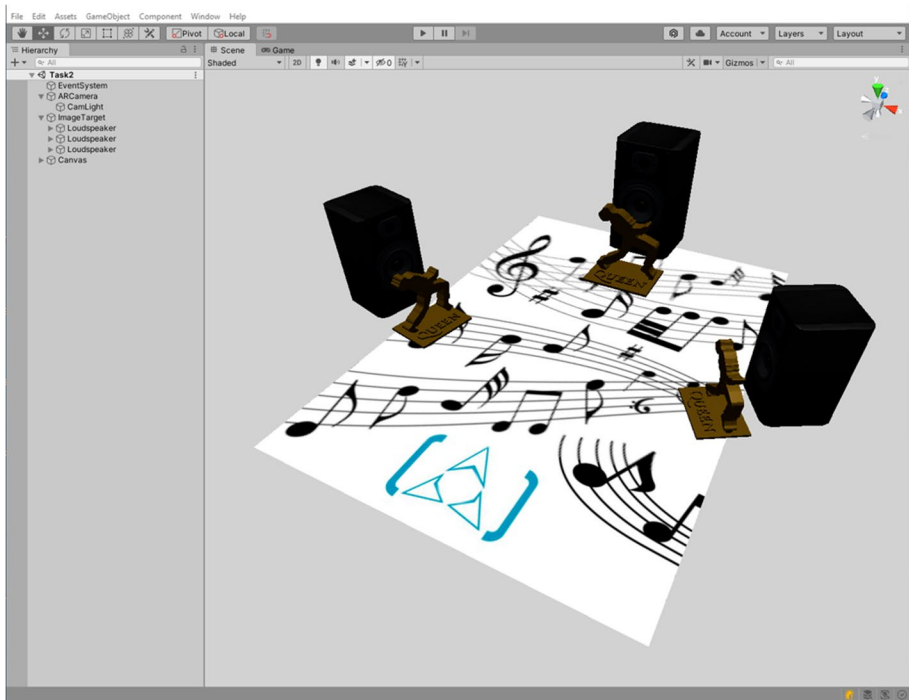 File Edit Assets GameObject Component Window Help
Pivot Local Account Layers Layout
Hierarchy
All
Task2
EventSystem
ARCamera
CamLight
ImageTarget
Loudspeaker
Loudspeaker
Loudspeaker
Canvas
Scene Game
Shaded 2D 0 Gizmos All
QUEEN
QUEEN
QUEEN